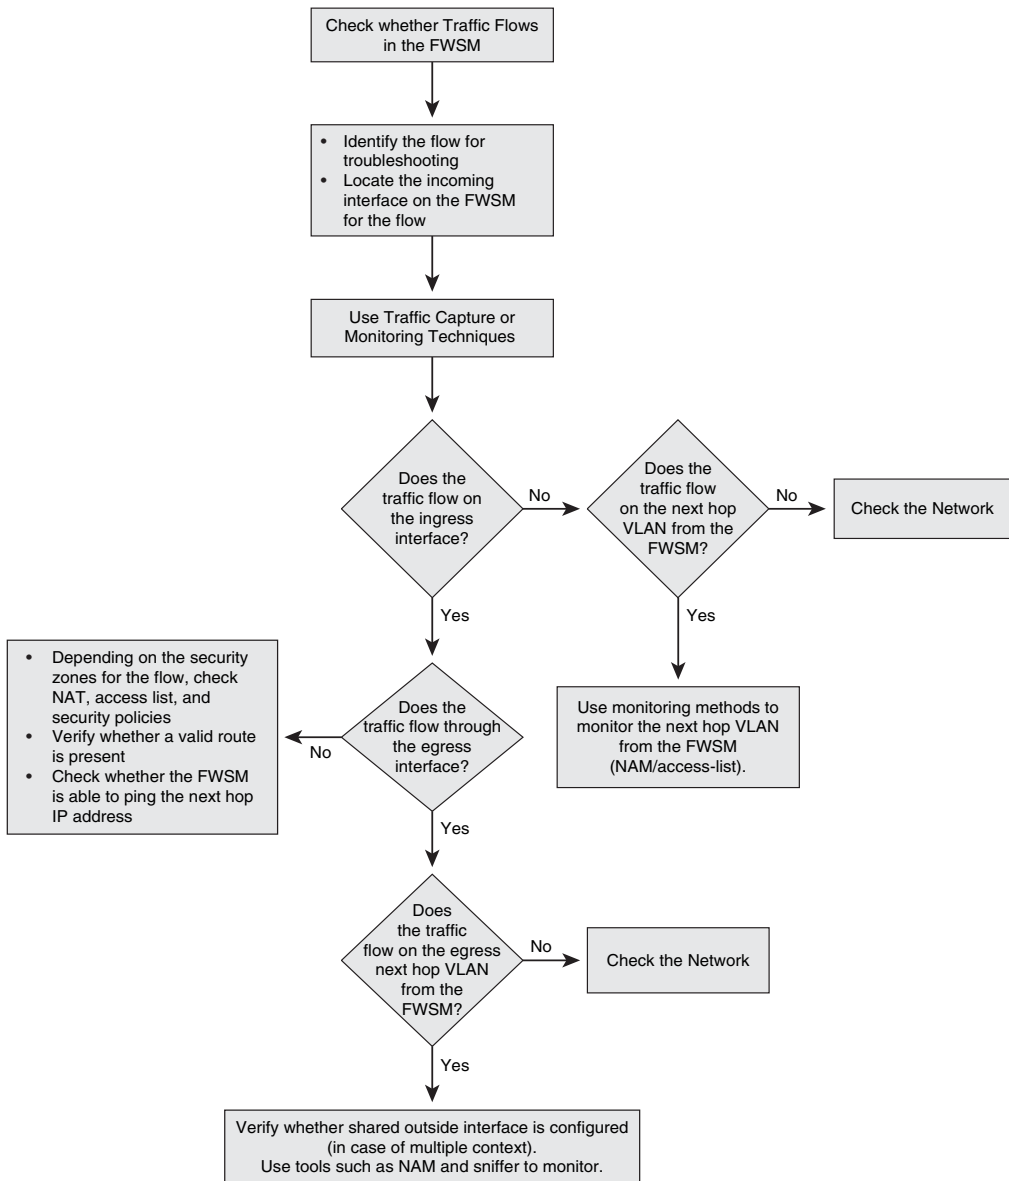 Check whether Traffic Flows
in the FWSM
• Identify the flow for
troubleshooting
• Locate the incoming
interface on the FWSM
for the flow
Use Traffic Capture or
Monitoring Techniques
Does the
traffic flow on
the ingress
interface?
No
Does the
traffic flow
on the next hop
VLAN from the
FWSM?
No
Check the Network
Yes
Yes
Use monitoring methods to
monitor the next hop VLAN
from the FWSM
(NAM/access-list).
• Depending on the security
zones for the flow, check
NAT, access list, and
security policies
• Verify whether a valid route
is present
• Check whether the FWSM
is able to ping the next hop
IP address
No
Does the
traffic flow through
the egress
interface?
Yes
Does
the traffic
flow on the egress
next hop VLAN
from the
FWSM?
No
Check the Network
Yes
Verify whether shared outside interface is configured
(in case of multiple context).
Use tools such as NAM and sniffer to monitor.